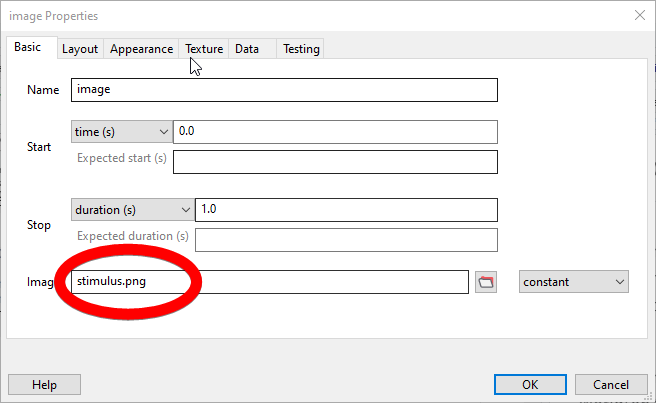 image Properties
Basic Layout Appearance Texture Data Testing
Name image
Start time (s) 0.0
Expected start (s)
Stop duration (s) 1.0
Expected duration (s)
Imag stimulus.png constant
Help OK Cancel